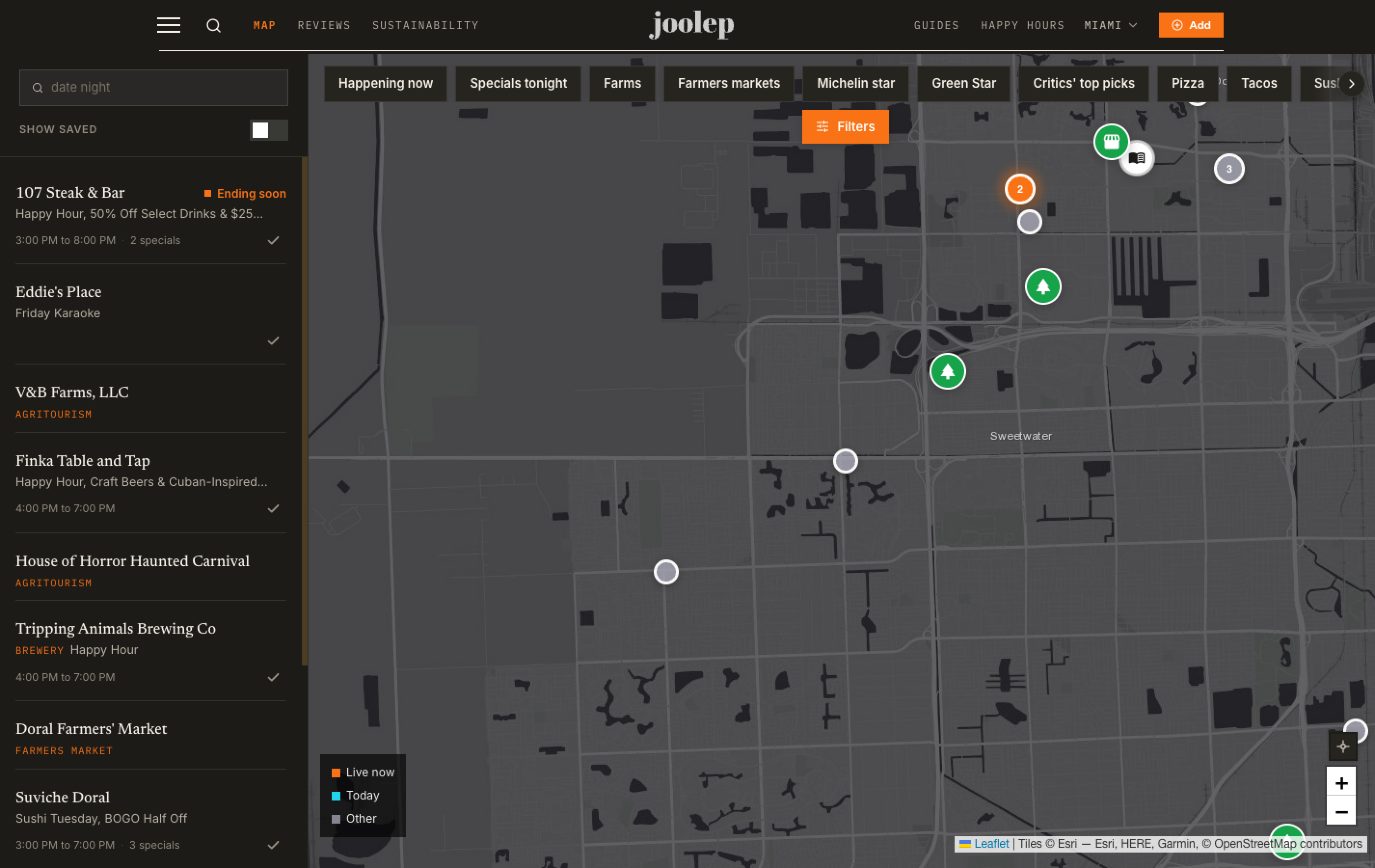 MAP REVIEWS SUSTAINABILITY joolep GUIDES HAPPY HOURS MIAMI Add
date night
SHOW SAVED
107 Steak & Bar Ending soon
Happy Hour, 50% Off Select Drinks & $25...
3:00 PM to 8:00 PM · 2 specials
Eddie's Place
Friday Karaoke
V&B Farms, LLC
AGRITOURISM
Finka Table and Tap
Happy Hour, Craft Beers & Cuban-Inspired...
4:00 PM to 7:00 PM
House of Horror Haunted Carnival
AGRITOURISM
Tripping Animals Brewing Co
BREWERY Happy Hour
4:00 PM to 7:00 PM
Doral Farmers' Market
FARMERS MARKET
Suviche Doral
Sushi Tuesday, BOGO Half Off
3:00 PM to 7:00 PM · 3 specials
Happening now Specials tonight Farms Farmers markets Michelin star Green Star Critics' top picks Pizza Tacos
Filters
3
2
Sweetwater
Live now
Today
Other
+
−
Leaflet | Tiles © Esri — Esri, HERE, Garmin, © OpenStreetMap contributors